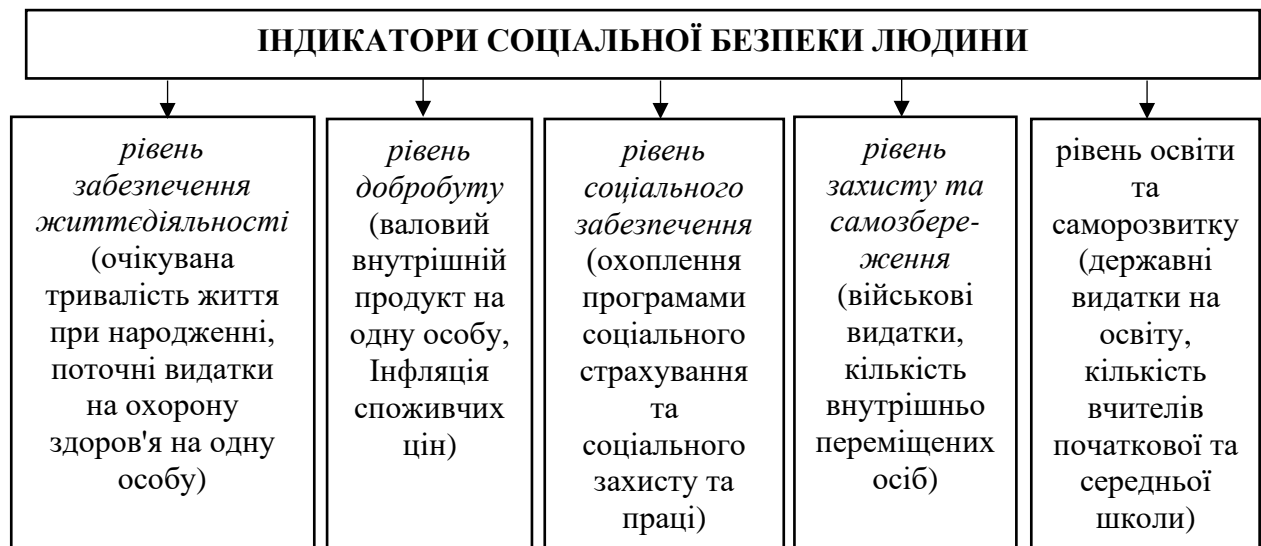 ІНДИКАТОРИ СОЦІАЛЬНОЇ БЕЗПЕКИ ЛЮДИНИ
рівень
забезпечення
життєдіяльності
(очікувана
тривалість життя
при народженні,
поточні видатки
на охорону
здоров'я на одну
особу)
рівень
добробуту
(валовий
внутрішній
продукт на
одну особу,
Інфляція
споживчих
цін)
рівень
соціального
забезпечення
(охоплення
програмами
соціального
страхування
та
соціального
захисту та
праці)
рівень
захисту та
самозбере-
ження
(військові
видатки,
кількість
внутрішньо
переміщених
осіб)
рівень освіти
та
саморозвитку
(державні
видатки на
освіту,
кількість
вчителів
початкової та
середньої
школи)